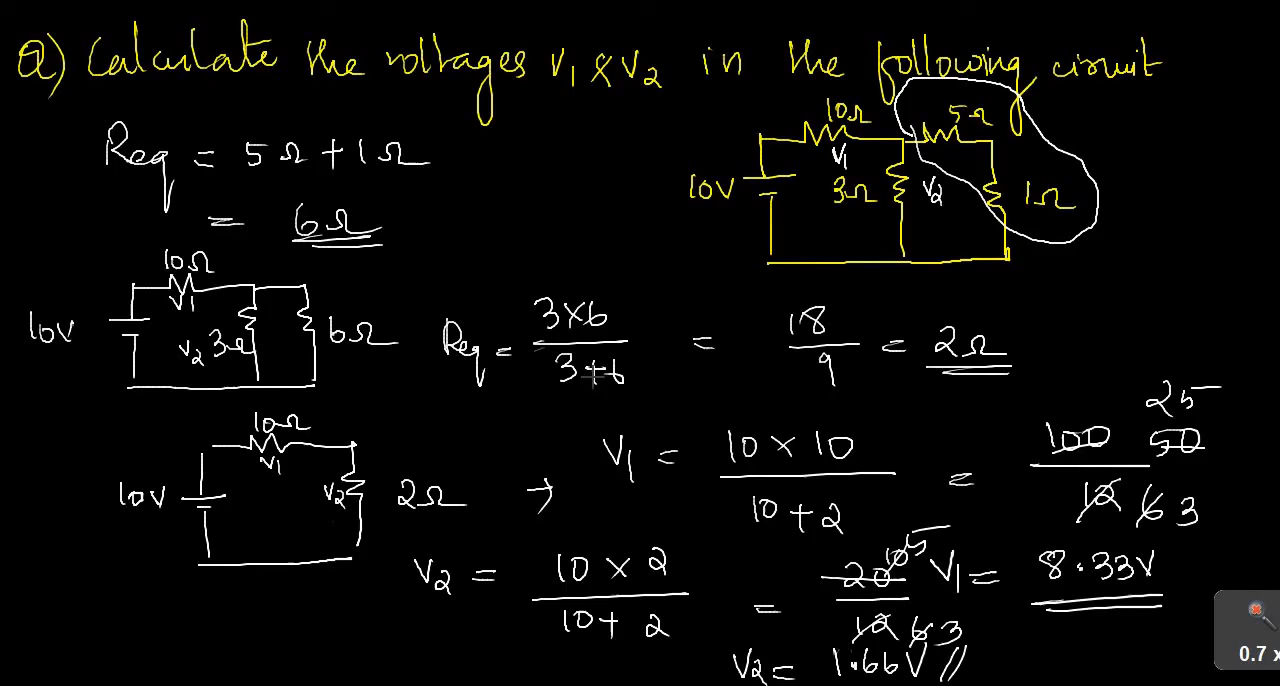 Q) Calculate the voltages V1 & V2 in the following circuit
Req = 5Ω + 1Ω
= 6Ω
10Ω
5Ω
V1
10V
3Ω
V2
1Ω
10Ω
V1
10V
V2 3Ω
6Ω
Req = 3×6 / 3+6 = 18 / 9 = 2Ω
10Ω
V1
10V
V2
2Ω
→ V1 = 10 × 10 / 10 + 2 = 100 50 25 / 12 6 3
V1 = 8.33V
V2 = 10 × 2 / 10 + 2 = 20 10 5 / 12 6 3
V2 = 1.66V //
0.7 x